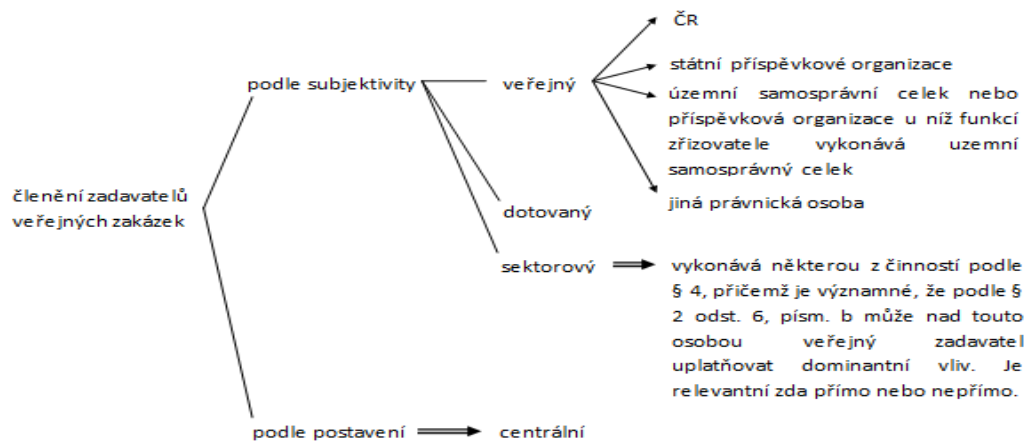 členění zadavatelů
veřejných zakázek
podle subjektivity
veřejný
ČR
státní příspěvkové organizace
územní samosprávní celek nebo
příspěvková organizace u níž funkcí
zřizovatele vykonává uzemní
samosprávný celek
jiná právnická osoba
dotovaný
sektorový
vykonává některou z činností podle
§ 4, přičemž je významné, že podle §
2 odst. 6, písm. b může nad touto
osobou veřejný zadavatel
uplatňovat dominantní vliv. Je
relevantní zda přímo nebo nepřímo.
podle postavení
centrální